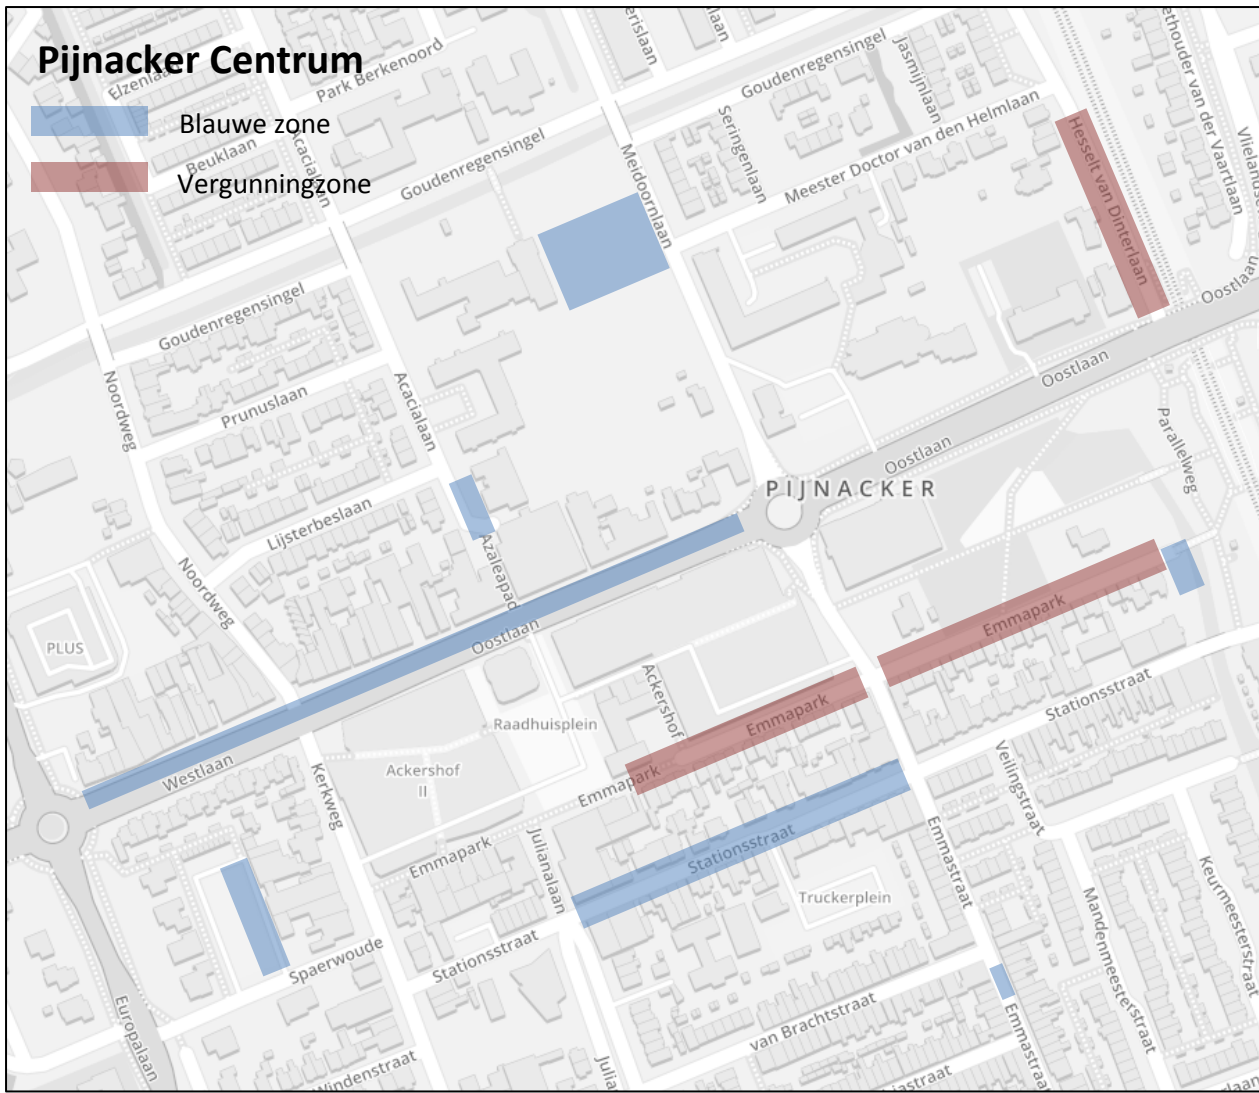 Pijnacker Centrum
Blauwe zone
Vergunningzone
Park Berkenoord
Beuklaan
Acacialaan
Goudenregensingel
Goudenregensingel
Meidoornlaan
Seringenlaan
Jasmijnlaan
Meester Doctor van den Helmlaan
Hesselt van Dinterlaan
Oostlaan
Goudenregensingel
Noordweg
Prunuslaan
Acacialaan
Oostlaan
Oostlaan
Parallelweg
PIJNACKER
Lijsterbeslaan
Azaleapad
Noordweg
PLUS
Oostlaan
Emmapark
Ackershof
Raadhuisplein
Emmapark
Stationsstraat
Westlaan
Kerkweg
Ackershof
II
Emmapark
Emmapark
Julianalaan
Stationsstraat
Veilingstraat
Emmastraat
Truckerplein
Mandenmeesterstraat
Keurmeesterstraat
Spaerwoude
Stationsstraat
van Brachtstraat
Europalaan
Windenstraat
Emmastraat